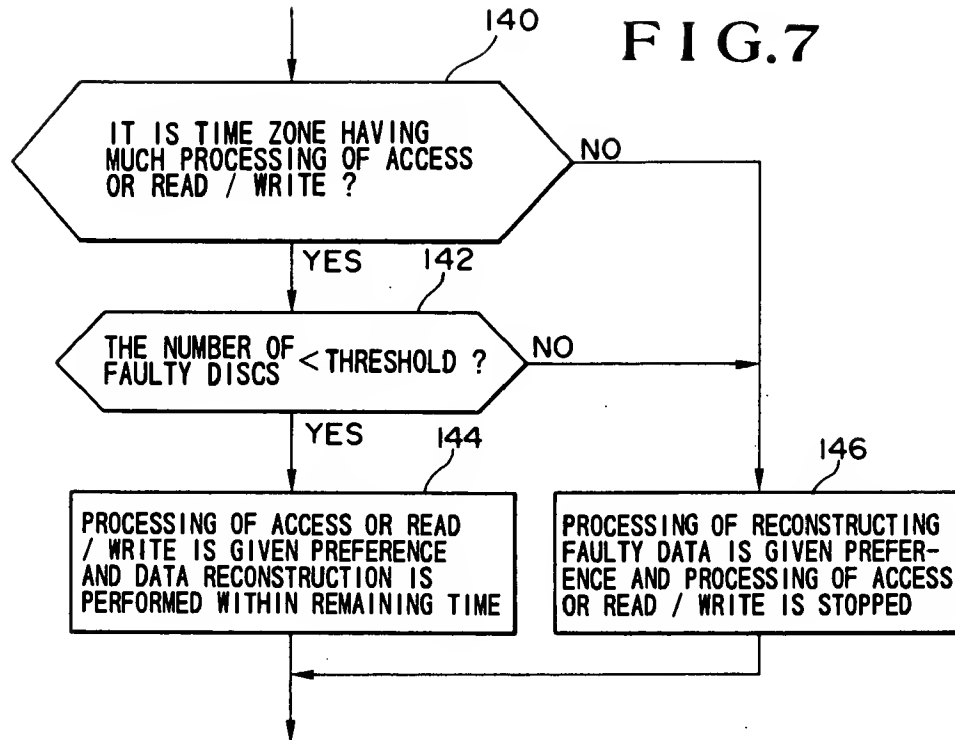 140
FIG.7
IT IS TIME ZONE HAVING
MUCH PROCESSING OF ACCESS
OR READ / WRITE ?
NO
YES
142
THE NUMBER OF
FAULTY DISCS < THRESHOLD ?
NO
YES
144
146
PROCESSING OF ACCESS OR READ
/ WRITE IS GIVEN PREFERENCE
AND DATA RECONSTRUCTION IS
PERFORMED WITHIN REMAINING TIME
PROCESSING OF RECONSTRUCTING
FAULTY DATA IS GIVEN PREFER-
ENCE AND PROCESSING OF ACCESS
OR READ / WRITE IS STOPPED